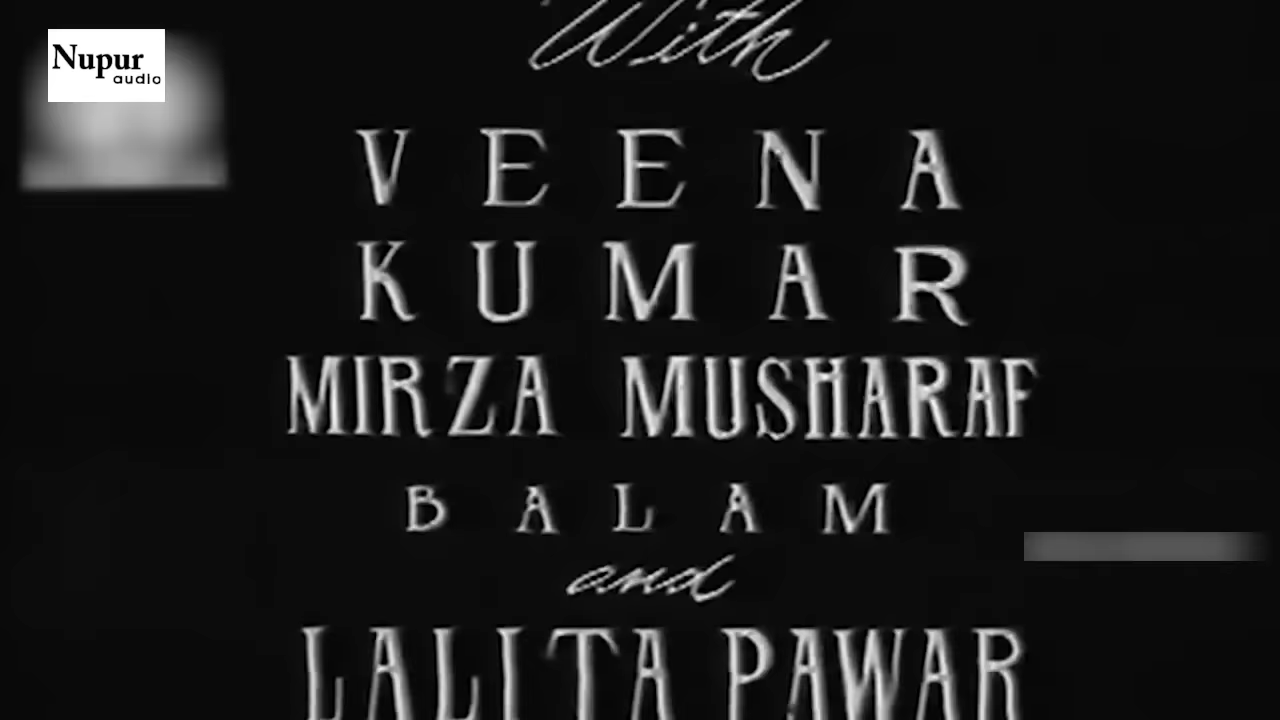 Nupur
audio
With
VEENA
KUMAR
MIRZA MUSHARAF
BALAM
and
LALITA PAWAR